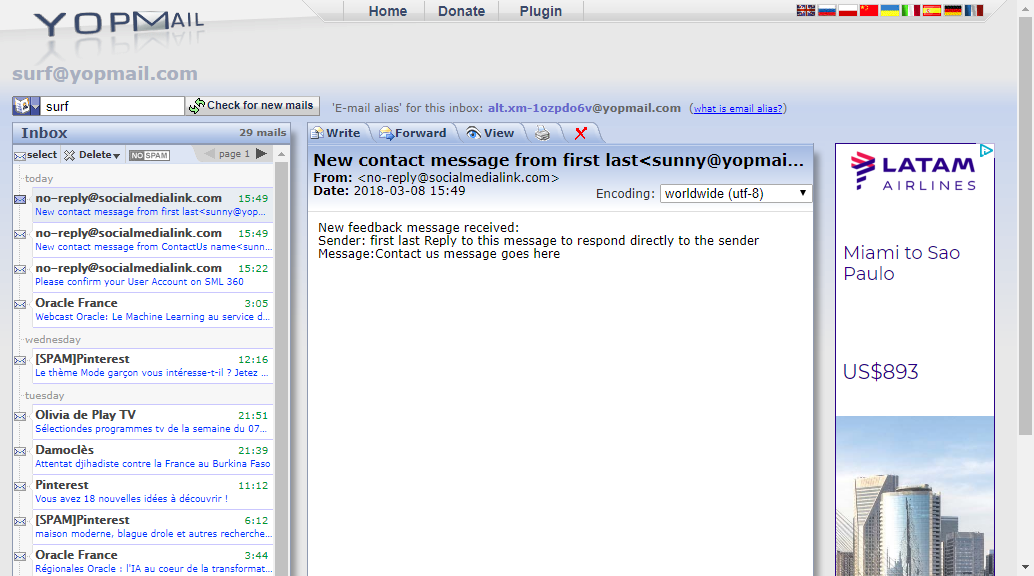 YOPMAIL
Home Donate Plugin
surf@yopmail.com
surf Check for new mails 'E-mail alias' for this inbox: alt.xm-1ozpdo6v@yopmail.com (what is email alias?)
Inbox 29 mails
select Delete NO SPAM page 1
today
no-reply@socialmedialink.com 15:49
New contact message from first last<sunny@yop...
no-reply@socialmedialink.com 15:49
New contact message from ContactUs name<sunn...
no-reply@socialmedialink.com 15:22
Please confirm your User Account on SML 360
Oracle France 3:05
Webcast Oracle: Le Machine Learning au service d...
wednesday
[SPAM]Pinterest 12:16
Le thème Mode garçon vous intéresse-t-il ? Jetez ...
tuesday
Olivia de Play TV 21:51
Sélectiondes programmes tv de la semaine du 07...
Damoclès 21:39
Attentat djihadiste contre la France au Burkina Faso
Pinterest 11:12
Vous avez 18 nouvelles idées à découvrir !
[SPAM]Pinterest 6:12
maison moderne, blague drole et autres recherche...
Oracle France 3:44
Régionales Oracle : l'IA au coeur de la transformat...
Write Forward View
New contact message from first last<sunny@yopmai...
From: <no-reply@socialmedialink.com>
Date: 2018-03-08 15:49
Encoding: worldwide (utf-8)
New feedback message received:
Sender: first last Reply to this message to respond directly to the sender
Message:Contact us message goes here
LATAM
AIRLINES
Miami to Sao
Paulo
US$893